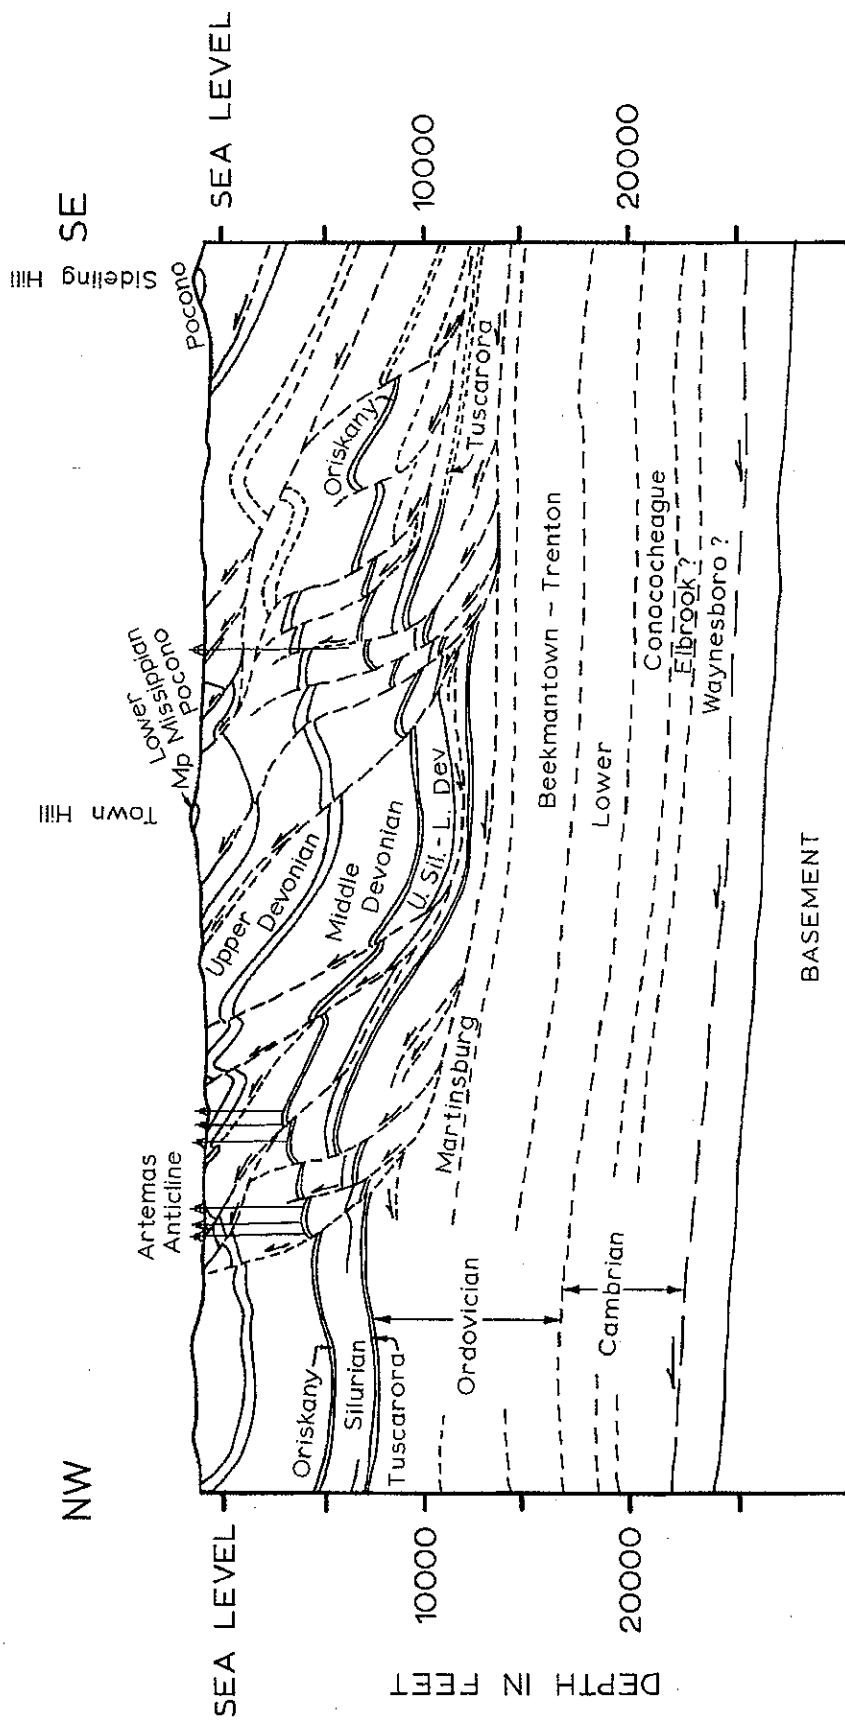 NW
SE
Artemas
Anticline
Town Hill
Mp
Lower
Missippian
Pocono
Sideling Hill
Pocono
SEA LEVEL
10000
20000
DEPTH IN FEET
SEA LEVEL
10000
20000
Upper
Devonian
Middle
Devonian
U. Sil. - L. Dev
Oriskany
Silurian
Tuscarora
Oriskany
Tuscarora
Martinsburg
Ordovician
Beekmantown - Trenton
Lower
Cambrian
Conococheague
Elbrook ?
Waynesboro ?
BASEMENT